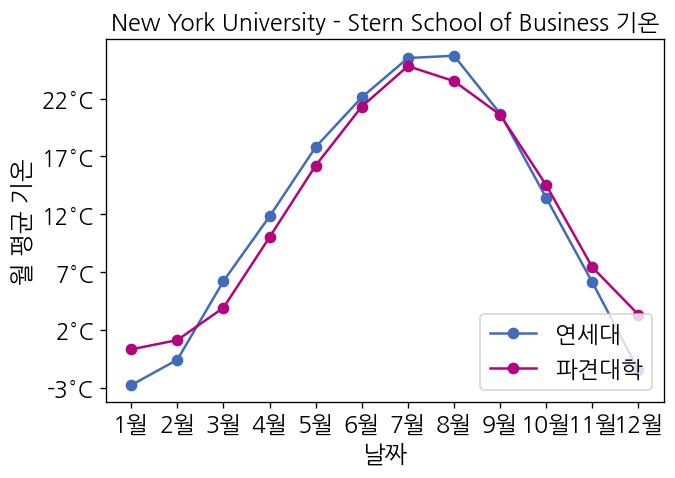 New York University - Stern School of Business 기온
월 평균 기온
22°C
17°C
12°C
7°C
2°C
-3°C
연세대
파견대학
1월 2월 3월 4월 5월 6월 7월 8월 9월 10월 11월 12월
날짜